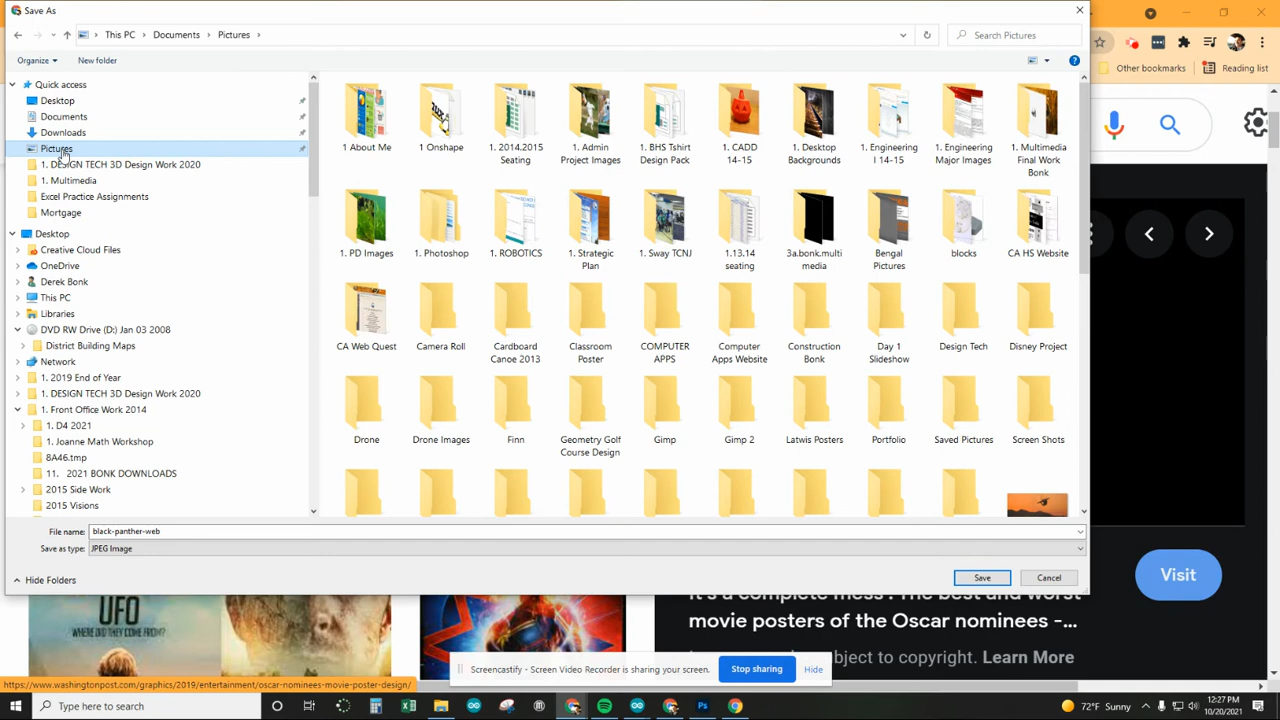 Save As
This PC > Documents > Pictures >
Search Pictures
Organize
New folder
Quick access
Desktop
Documents
Downloads
Pictures
1. DESIGN TECH 3D Design Work 2020
1. Multimedia
Excel Practice Assignments
Mortgage
Desktop
Creative Cloud Files
OneDrive
Derek Bonk
This PC
Libraries
DVD RW Drive (D:) Jan 03 2008
District Building Maps
Network
1. 2019 End of Year
1. DESIGN TECH 3D Design Work 2020
1. Front Office Work 2014
1. D4 2021
1. Joanne Math Workshop
8A46.tmp
11. 2021 BONK DOWNLOADS
2015 Side Work
2015 Visions
1 About Me
1 Onshape
1. 2014.2015
Seating
1. Admin
Project Images
1. BHS Tshirt
Design Pack
1. CADD
14-15
1. Desktop
Backgrounds
1. Engineering
I 14-15
1. Engineering
Major Images
1. Multimedia
Final Work
Bonk
1. PD Images
1. Photoshop
1. ROBOTICS
1. Strategic
Plan
1. Sway TCNJ
1.13.14
seating
3a.bonk.multi
media
Bengal
Pictures
blocks
CA HS Website
CA Web Quest
Camera Roll
Cardboard
Canoe 2013
Classroom
Poster
COMPUTER
APPS
Computer
Apps Website
Construction
Bonk
Day 1
Slideshow
Design Tech
Disney Project
Drone
Drone Images
Finn
Geometry Golf
Course Design
Gimp
Gimp 2
Latwis Posters
Portfolio
Saved Pictures
Screen Shots
File name: black-panther-web
Save as type: JPEG Image
Hide Folders
Save
Cancel
Other bookmarks
Reading list
Visit
movie posters of the Oscar nominees -...
bject to copyright. Learn More
UFO
WHERE DID THEY COME FROM?
Screencastify - Screen Video Recorder is sharing your screen.
Stop sharing
Hide
https://www.washingtonpost.com/graphics/2019/entertainment/oscar-nominees-movie-poster-design/
Type here to search
72°F Sunny
12:27 PM
10/20/2021